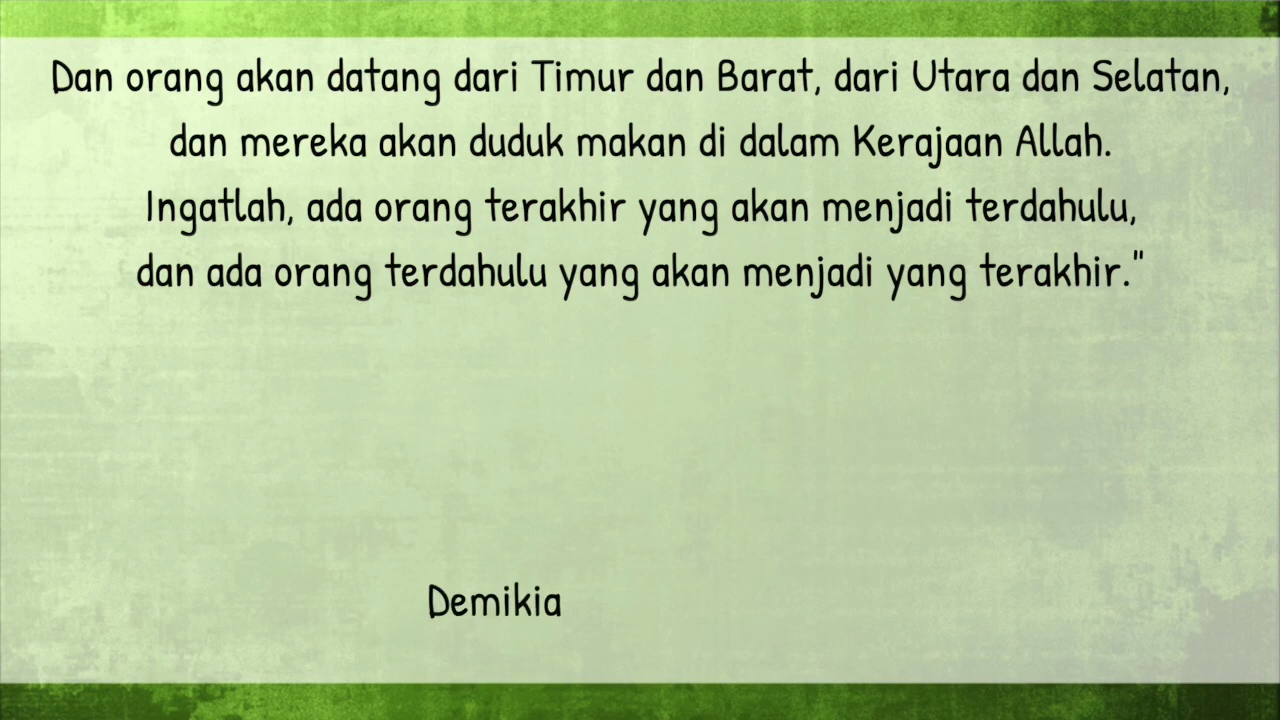 Dan orang akan datang dari Timur dan Barat, dari Utara dan Selatan,
dan mereka akan duduk makan di dalam Kerajaan Allah.
Ingatlah, ada orang terakhir yang akan menjadi terdahulu,
dan ada orang terdahulu yang akan menjadi yang terakhir."
Demikia